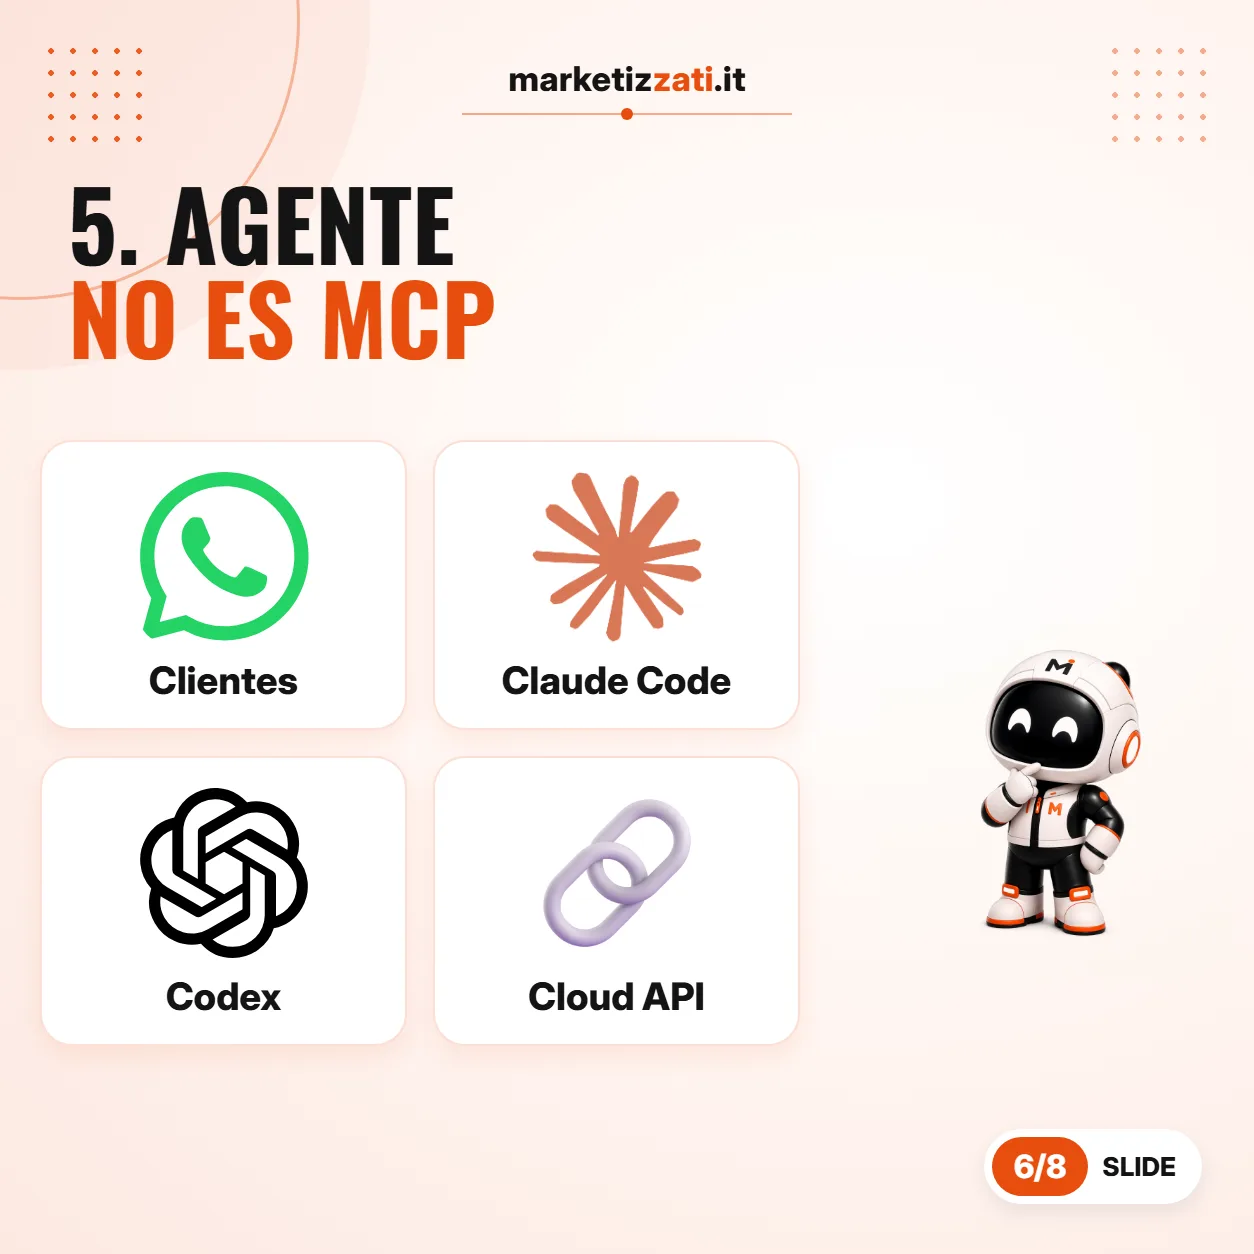 marketizzati.it
5. AGENTE
NO ES MCP
Clientes
Claude Code
Codex
Cloud API
6/8 SLIDE